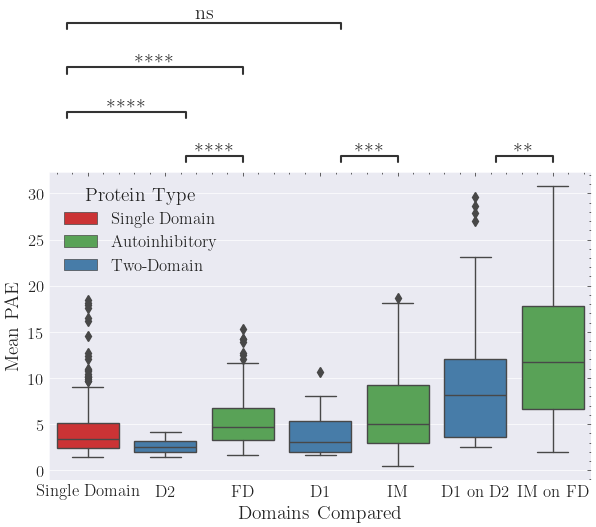 ns
****
****
**** *** **
Protein Type
Single Domain
Autoinhibitory
Two-Domain
Mean PAE
30
25
20
15
10
5
0
Single Domain D2 FD D1 IM D1 on D2 IM on FD
Domains Compared